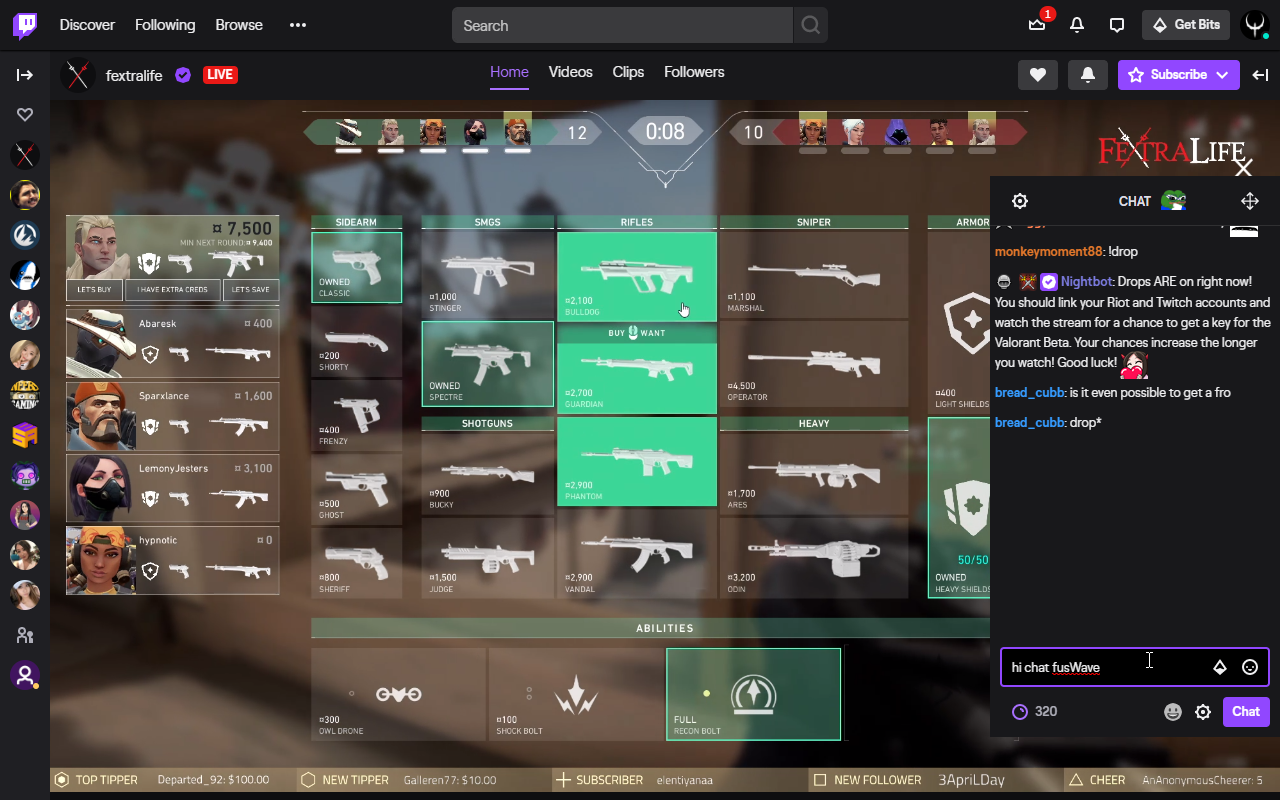 Discover Following Browse
Search
1
Get Bits
fextralife
LIVE
Home Videos Clips Followers
Subscribe
12
0:08
10
FEXTRALIFE
¤ 7,500
MIN NEXT ROUND: ¤ 9,400
LET'S BUY
I HAVE EXTRA CREDS
LET'S SAVE
Abaresk ¤ 400
Sparxlance ¤ 1,600
LemonyJesters ¤ 3,100
hypnotic ¤ 0
SIDEARM
OWNED
CLASSIC
¤200
SHORTY
¤400
FRENZY
¤500
GHOST
¤800
SHERIFF
SMGS
¤1,000
STINGER
OWNED
SPECTRE
SHOTGUNS
¤900
BUCKY
¤1,500
JUDGE
RIFLES
¤2,100
BULLDOG
BUY WANT
¤2,700
GUARDIAN
¤2,900
PHANTOM
¤2,900
VANDAL
SNIPER
¤1,100
MARSHAL
¤4,500
OPERATOR
HEAVY
¤1,700
ARES
¤3,200
ODIN
ARMOR
¤400
LIGHT SHIELDS
50/50
OWNED
HEAVY SHIELDS
ABILITIES
¤300
OWL DRONE
¤100
SHOCK BOLT
FULL
RECON BOLT
CHAT
monkeymoment88: !drop
Nightbot: Drops ARE on right now!
You should link your Riot and Twitch accounts and
watch the stream for a chance to get a key for the
Valorant Beta. Your chances increase the longer
you watch! Good luck!
bread_cubb: is it even possible to get a fro
bread_cubb: drop*
hi chat fusWave
320
Chat
TOP TIPPER Departed_92: $100.00
NEW TIPPER Galleren77: $10.00
SUBSCRIBER elentiyanaa
NEW FOLLOWER 3ApriLDay
CHEER AnAnonymousCheerer: 5